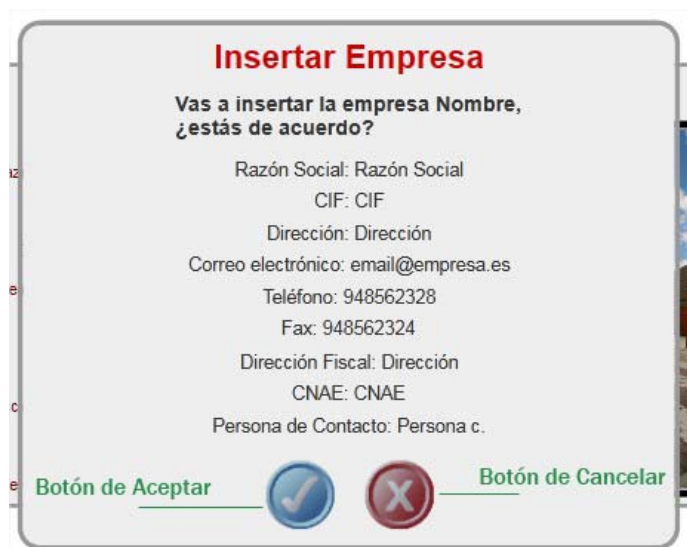 Insertar Empresa
Vas a insertar la empresa Nombre,
¿estás de acuerdo?
Razón Social: Razón Social
CIF: CIF
Dirección: Dirección
Correo electrónico: email@empresa.es
Teléfono: 948562328
Fax: 948562324
Dirección Fiscal: Dirección
CNAE: CNAE
Persona de Contacto: Persona c.
Botón de Aceptar
Botón de Cancelar